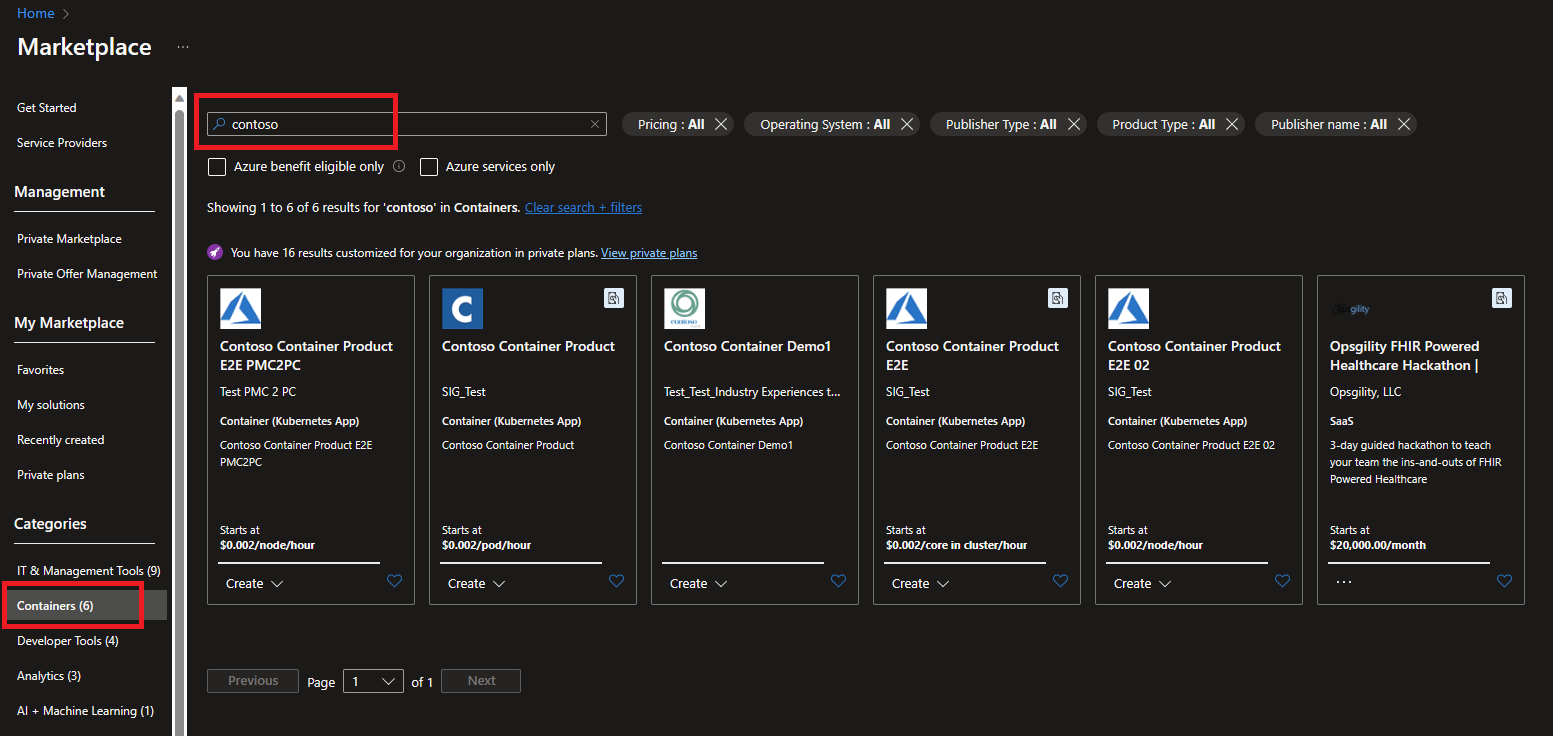 Home
Marketplace ...
Get Started
Service Providers
Management
Private Marketplace
Private Offer Management
My Marketplace
Favorites
My solutions
Recently created
Private plans
Categories
IT & Management Tools (9)
Containers (6)
Developer Tools (4)
Analytics (3)
AI + Machine Learning (1)
contoso
Pricing : All
Operating System : All
Publisher Type : All
Product Type : All
Publisher name : All
Azure benefit eligible only
Azure services only
Showing 1 to 6 of 6 results for 'contoso' in Containers. Clear search + filters
You have 16 results customized for your organization in private plans. View private plans
Contoso Container Product
E2E PMC2PC
Test PMC 2 PC
Container (Kubernetes App)
Contoso Container Product E2E
PMC2PC
Starts at
$0.002/node/hour
Create
C
Contoso Container Product
SIG_Test
Container (Kubernetes App)
Contoso Container Product
Starts at
$0.002/pod/hour
Create
contoso
Contoso Container Demo1
Test_Test_Industry Experiences t...
Container (Kubernetes App)
Contoso Container Demo1
Create
Contoso Container Product
E2E
SIG_Test
Container (Kubernetes App)
Contoso Container Product E2E
Starts at
$0.002/core in cluster/hour
Create
Contoso Container Product
E2E 02
SIG_Test
Container (Kubernetes App)
Contoso Container Product E2E 02
Starts at
$0.002/node/hour
Create
Opsgility FHIR Powered
Healthcare Hackathon |
Opsgility, LLC
SaaS
3-day guided hackathon to teach
your team the ins-and-outs of FHIR
Powered Healthcare
Starts at
$20,000.00/month
...
Previous
Page
1
of 1
Next